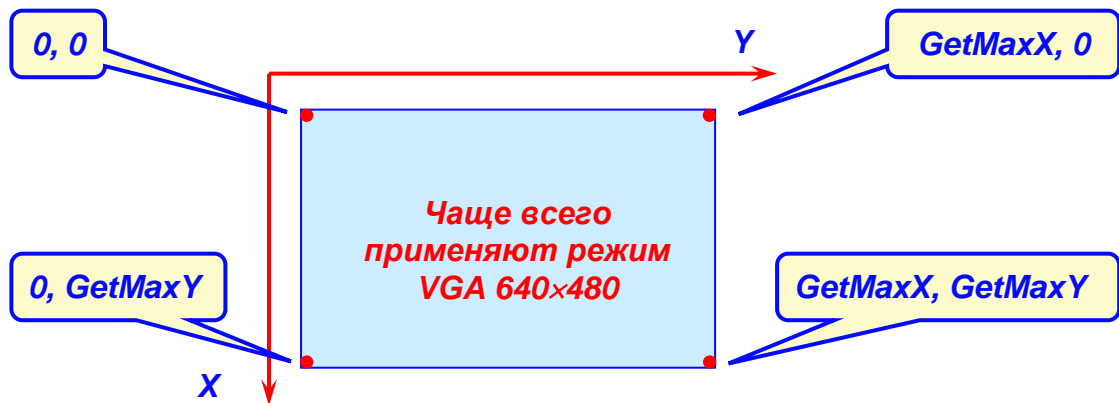 0, 0
Y
GetMaxX, 0
Чаще всего
применяют режим
VGA 640×480
0, GetMaxY
GetMaxX, GetMaxY
X